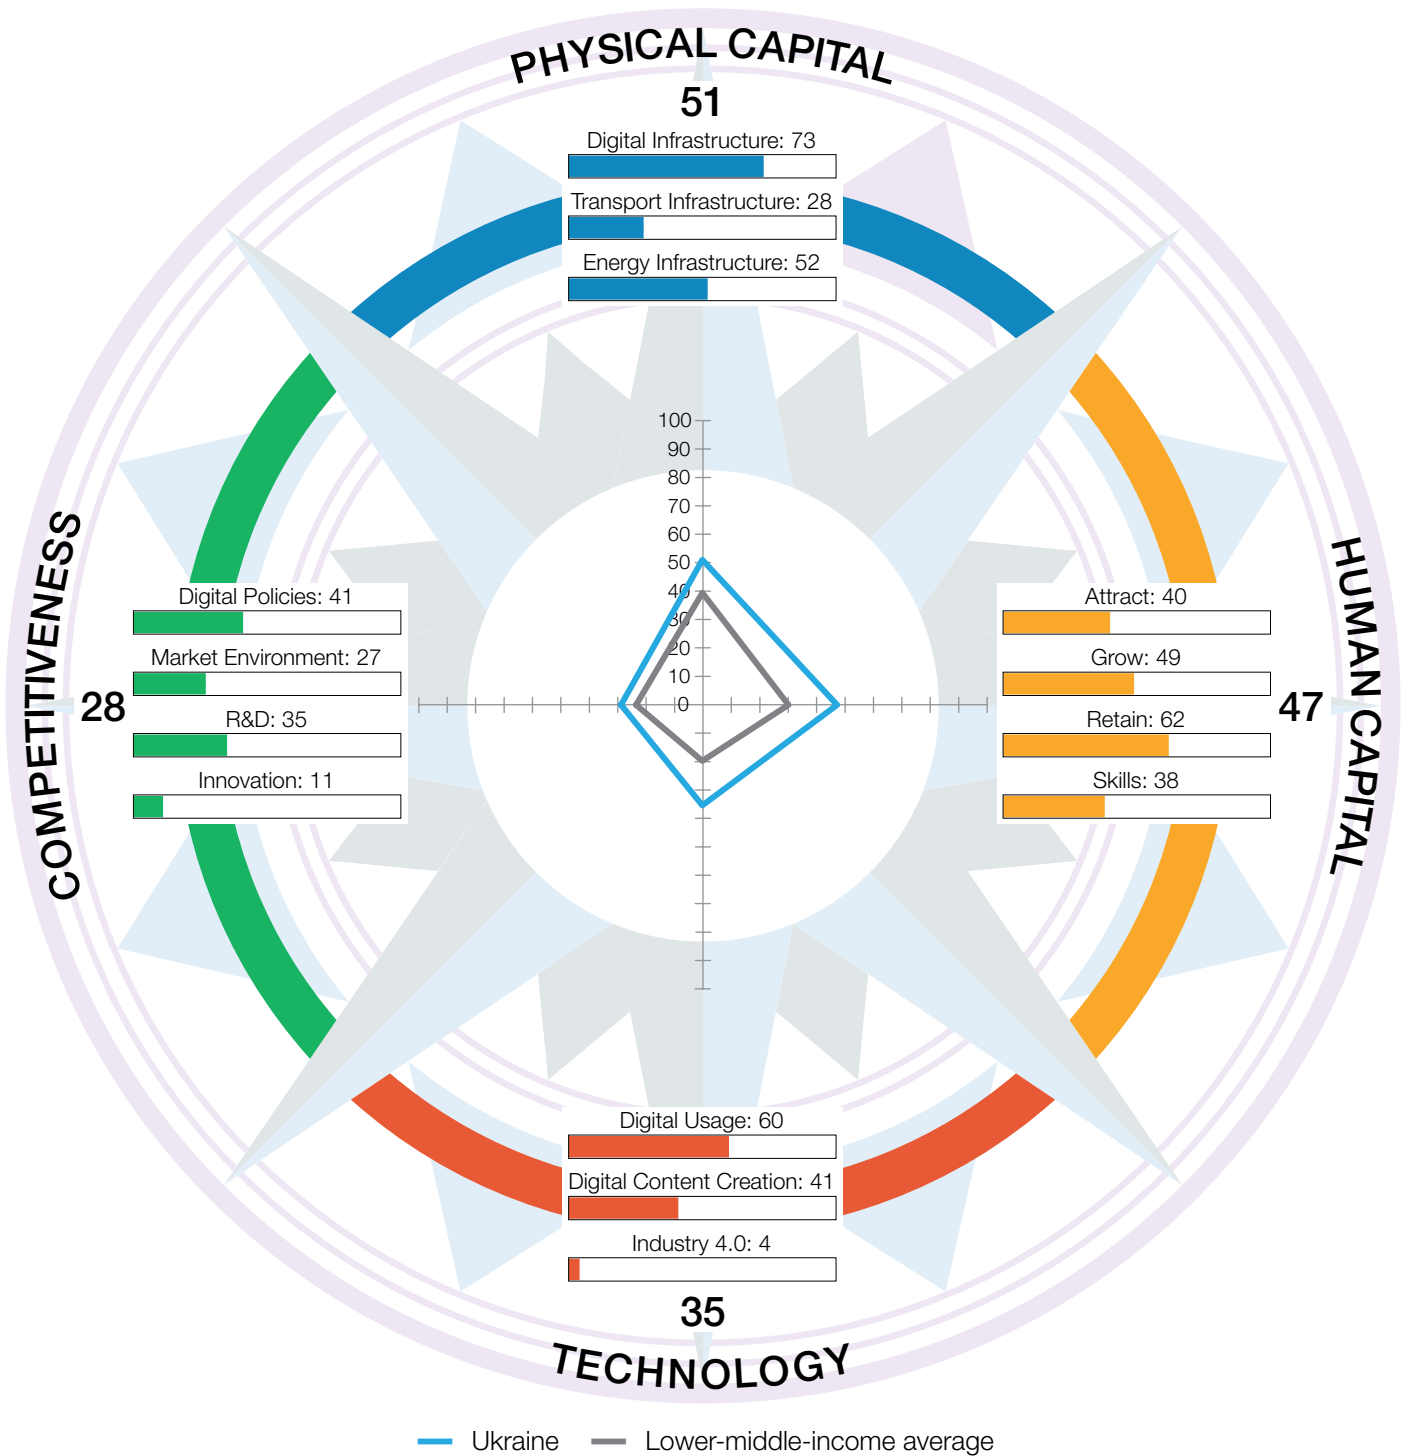 PHYSICAL CAPITAL
51
Digital Infrastructure: 73
Transport Infrastructure: 28
Energy Infrastructure: 52
COMPETITIVENESS
28
Digital Policies: 41
Market Environment: 27
R&D: 35
Innovation: 11
100
90
80
70
60
50
40
30
20
10
0
HUMAN CAPITAL
47
Attract: 40
Grow: 49
Retain: 62
Skills: 38
Digital Usage: 60
Digital Content Creation: 41
Industry 4.0: 4
35
TECHNOLOGY
Ukraine Lower-middle-income average